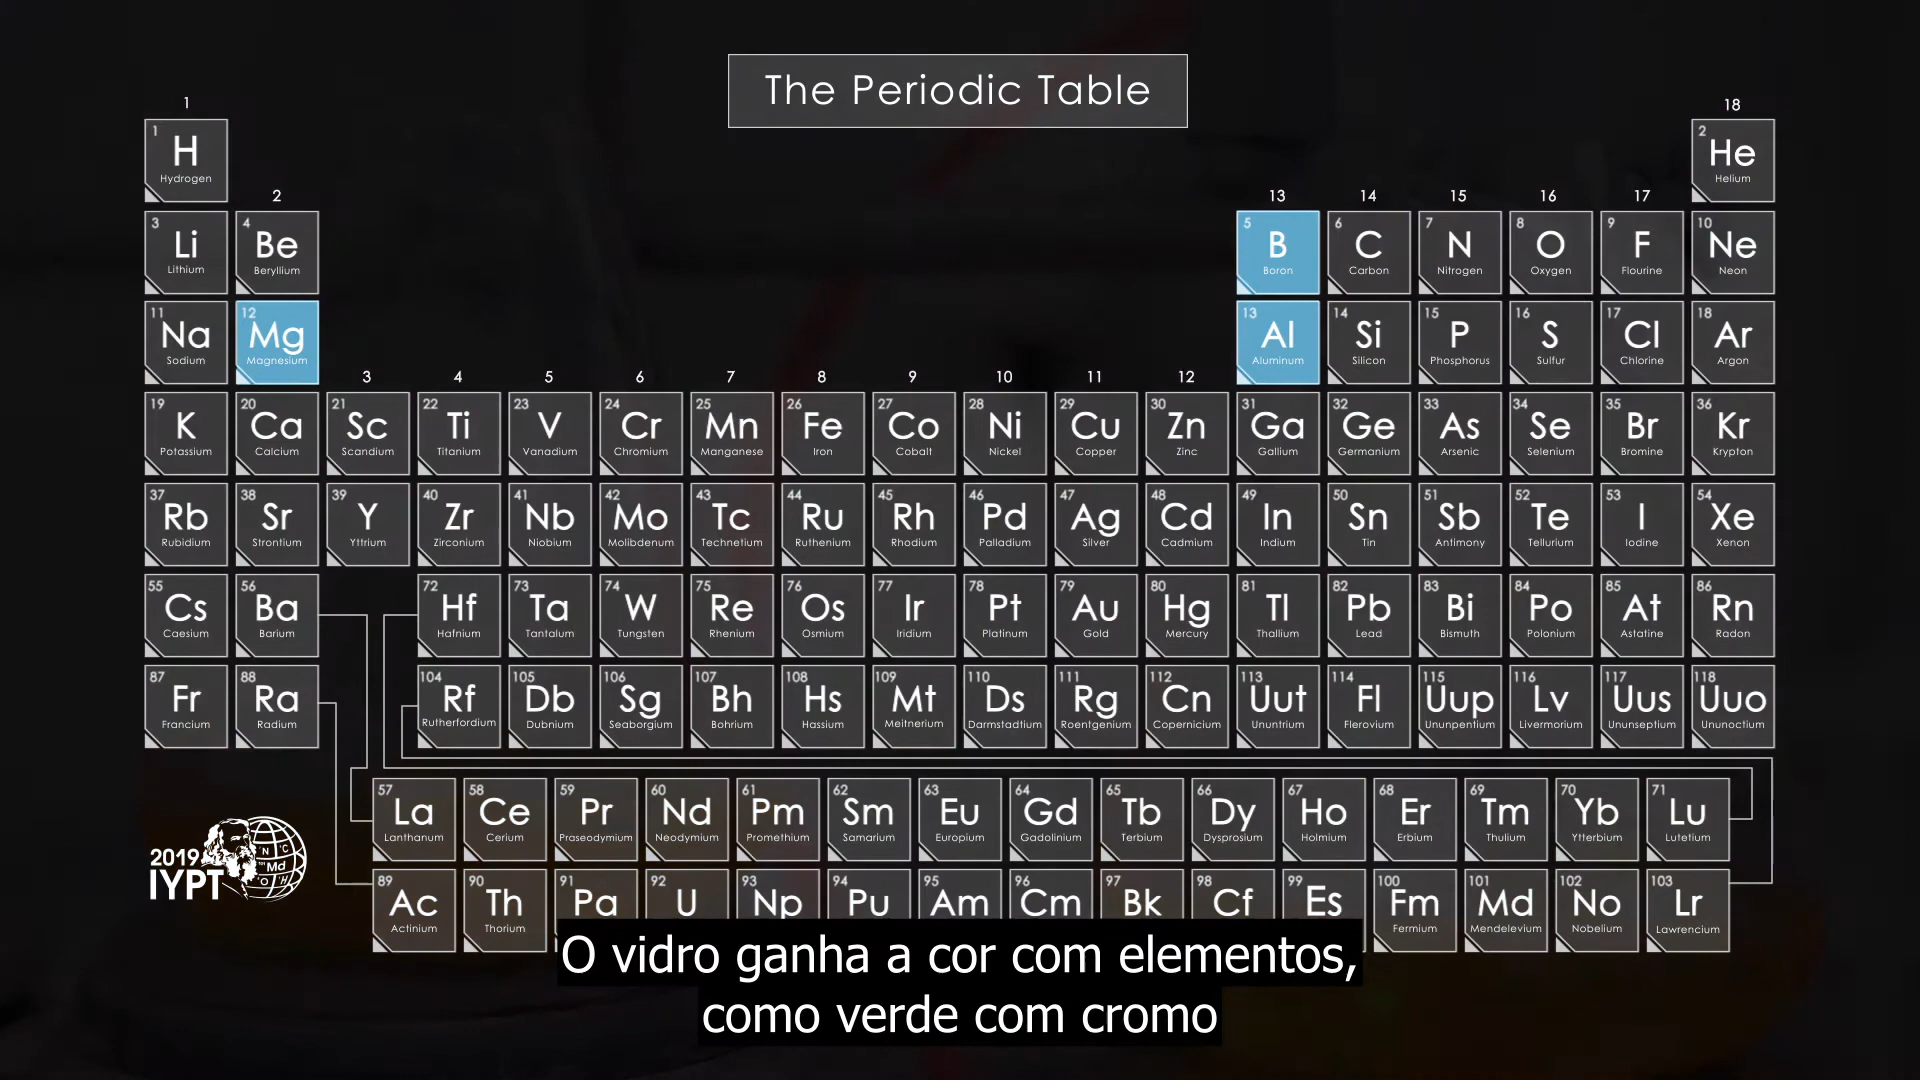 The Periodic Table
1
18
1 H Hydrogen
2 He Helium
2
13 14 15 16 17
3 Li Lithium
4 Be Beryllium
5 B Boron
6 C Carbon
7 N Nitrogen
8 O Oxygen
9 F Flourine
10 Ne Neon
11 Na Sodium
12 Mg Magnesium
13 Al Aluminum
14 Si Silicon
15 P Phosphorus
16 S Sulfur
17 Cl Chlorine
18 Ar Argon
3 4 5 6 7 8 9 10 11 12
19 K Potassium
20 Ca Calcium
21 Sc Scandium
22 Ti Titanium
23 V Vanadium
24 Cr Chromium
25 Mn Manganese
26 Fe Iron
27 Co Cobalt
28 Ni Nickel
29 Cu Copper
30 Zn Zinc
31 Ga Gallium
32 Ge Germanium
33 As Arsenic
34 Se Selenium
35 Br Bromine
36 Kr Krypton
37 Rb Rubidium
38 Sr Strontium
39 Y Yttrium
40 Zr Zirconium
41 Nb Niobium
42 Mo Molibdenum
43 Tc Technetium
44 Ru Ruthenium
45 Rh Rhodium
46 Pd Palladium
47 Ag Silver
48 Cd Cadmium
49 In Indium
50 Sn Tin
51 Sb Antimony
52 Te Tellurium
53 I Iodine
54 Xe Xenon
55 Cs Caesium
56 Ba Barium
72 Hf Hafnium
73 Ta Tantalum
74 W Tungsten
75 Re Rhenium
76 Os Osmium
77 Ir Iridium
78 Pt Platinum
79 Au Gold
80 Hg Mercury
81 Tl Thallium
82 Pb Lead
83 Bi Bismuth
84 Po Polonium
85 At Astatine
86 Rn Radon
87 Fr Francium
88 Ra Radium
104 Rf Rutherfordium
105 Db Dubnium
106 Sg Seaborgium
107 Bh Bohrium
108 Hs Hassium
109 Mt Meitnerium
110 Ds Darmstadtium
111 Rg Roentgenium
112 Cn Copernicium
113 Uut Ununtrium
114 Fl Flerovium
115 Uup Ununpentium
116 Lv Livermorium
117 Uus Ununseptium
118 Uuo Ununoctium
57 La Lanthanum
58 Ce Cerium
59 Pr Praseodymium
60 Nd Neodymium
61 Pm Promethium
62 Sm Samarium
63 Eu Europium
64 Gd Gadolinium
65 Tb Terbium
66 Dy Dysprosium
67 Ho Holmium
68 Er Erbium
69 Tm Thulium
70 Yb Ytterbium
71 Lu Lutetium
2019
IYPT
N C
Md
O H
89 Ac Actinium
90 Th Thorium
91 Pa
92 U
93 Np
94 Pu
95 Am
96 Cm
97 Bk
98 Cf
99 Es
100 Fm Fermium
101 Md Mendelevium
102 No Nobelium
103 Lr Lawrencium
O vidro ganha a cor com elementos,
como verde com cromo